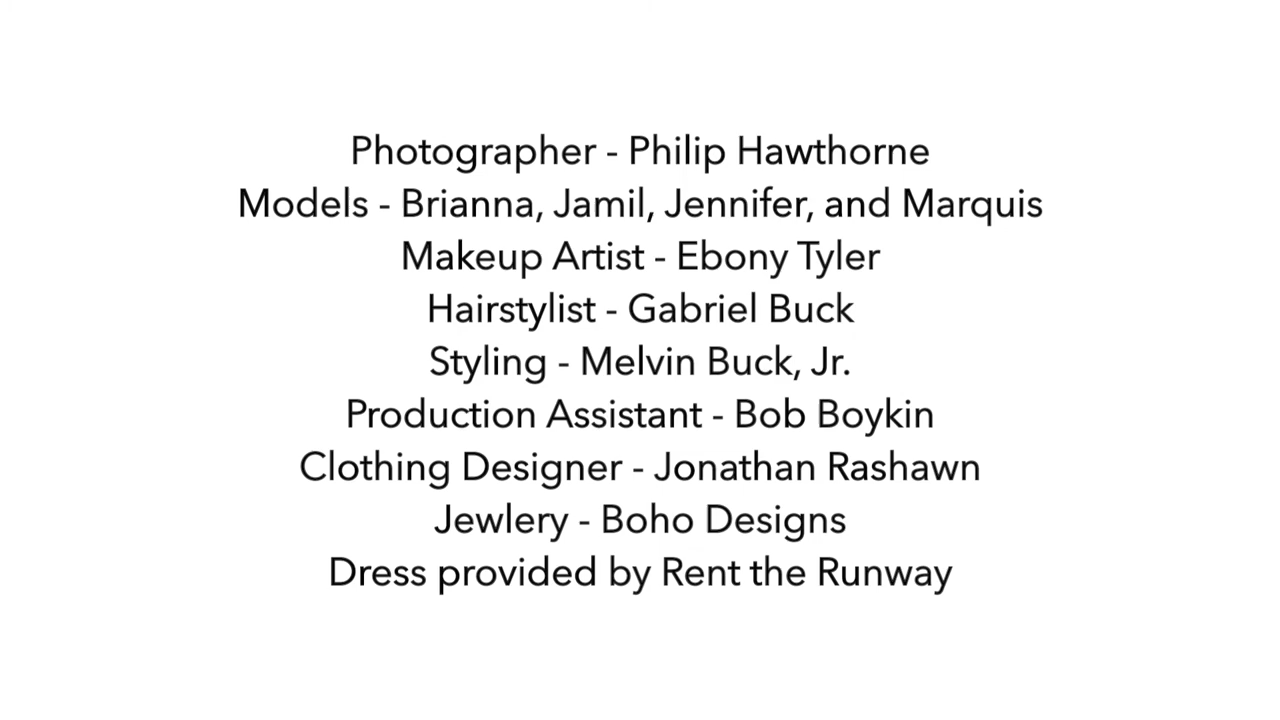 Photographer - Philip Hawthorne
Models - Brianna, Jamil, Jennifer, and Marquis
Makeup Artist - Ebony Tyler
Hairstylist - Gabriel Buck
Styling - Melvin Buck, Jr.
Production Assistant - Bob Boykin
Clothing Designer - Jonathan Rashawn
Jewlery - Boho Designs
Dress provided by Rent the Runway